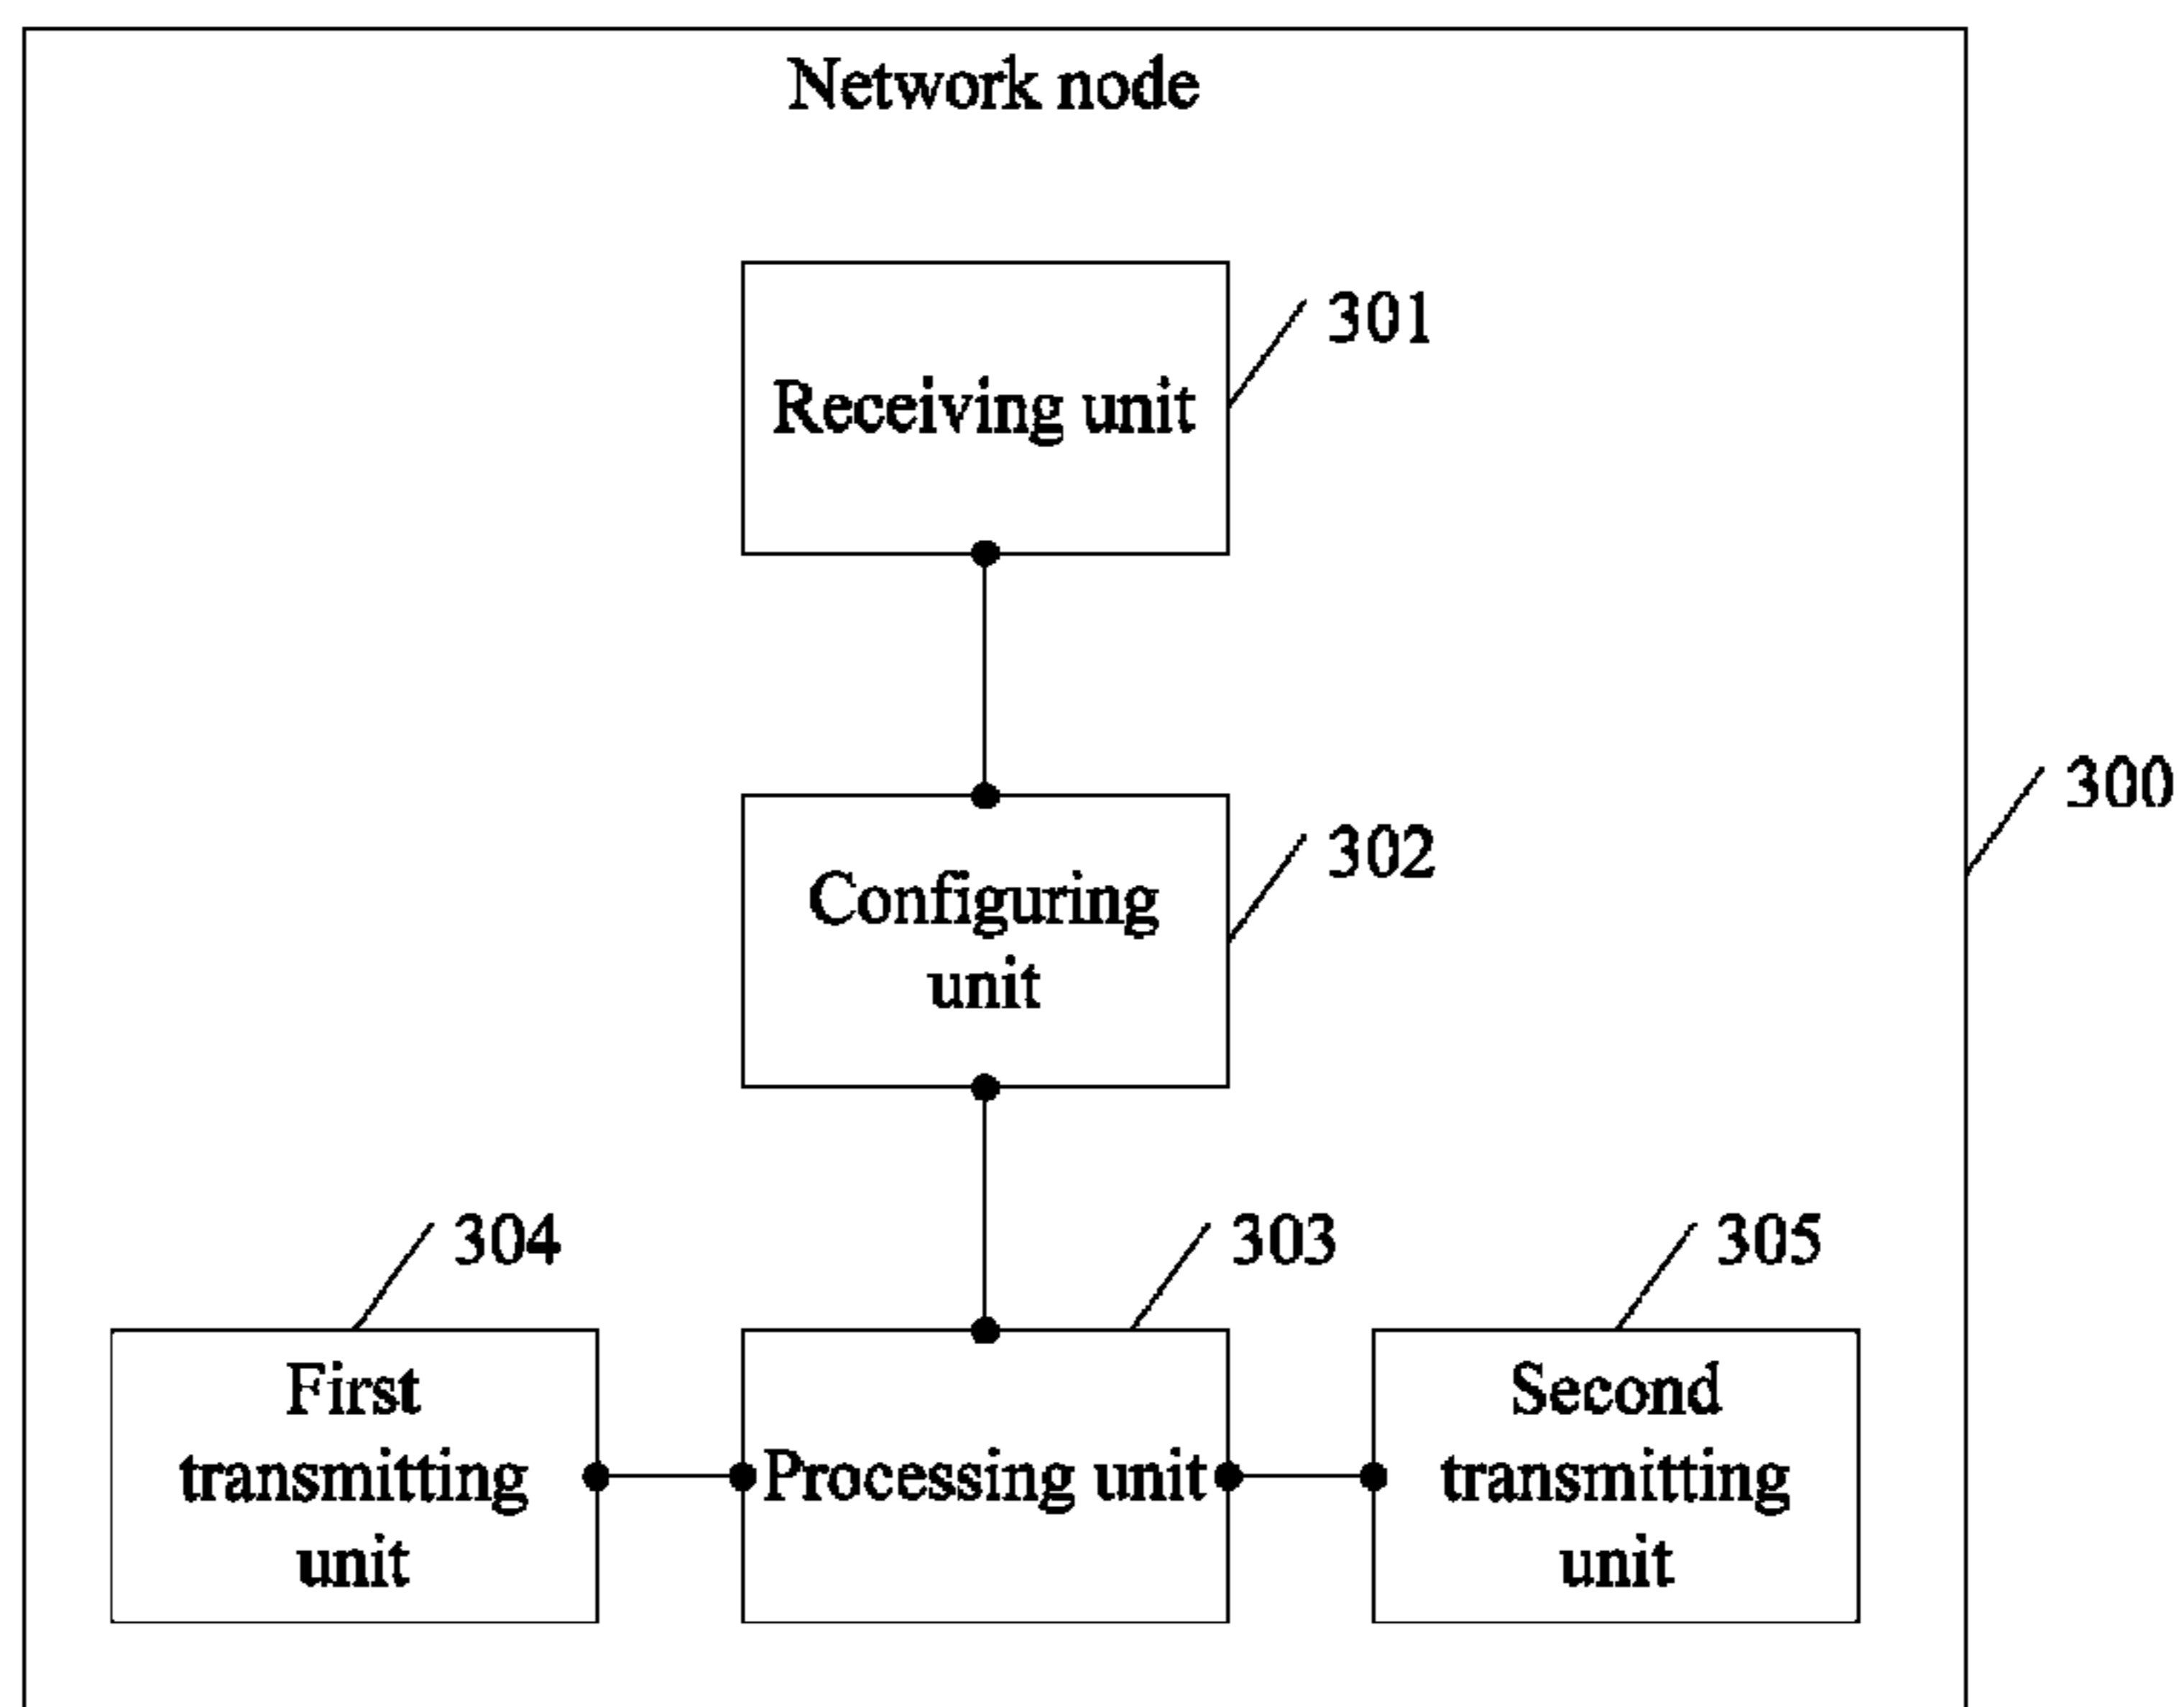 Network node
301
Receiving unit
300
302
Configuring
unit
304
303
305
First
transmitting
unit
Processing unit
Second
transmitting
unit